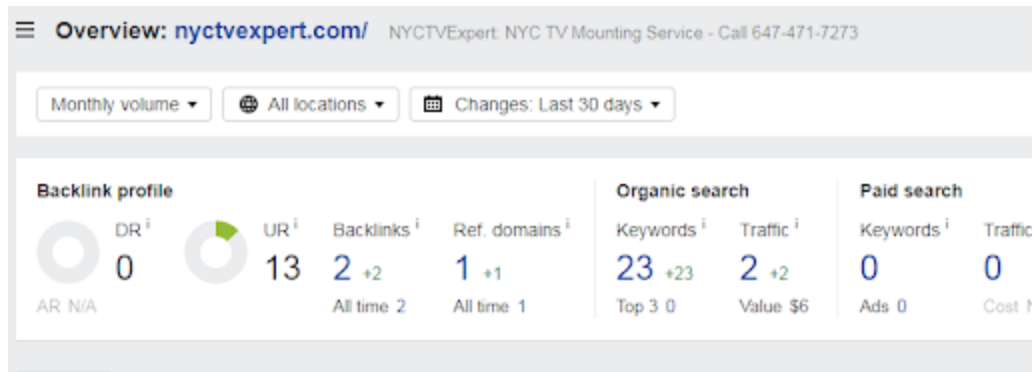 Overview: nyctvexpert.com/ NYCTVExpert: NYC TV Mounting Service - Call 647-471-7273
Monthly volume All locations Changes: Last 30 days
Backlink profile Organic search Paid search
DR i UR i Backlinks i Ref. domains i Keywords i Traffic i Keywords i Traffic
0 13 2 +2 1 +1 23 +23 2 +2 0 0
AR N/A All time 2 All time 1 Top 3 0 Value $6 Ads 0 Cost N